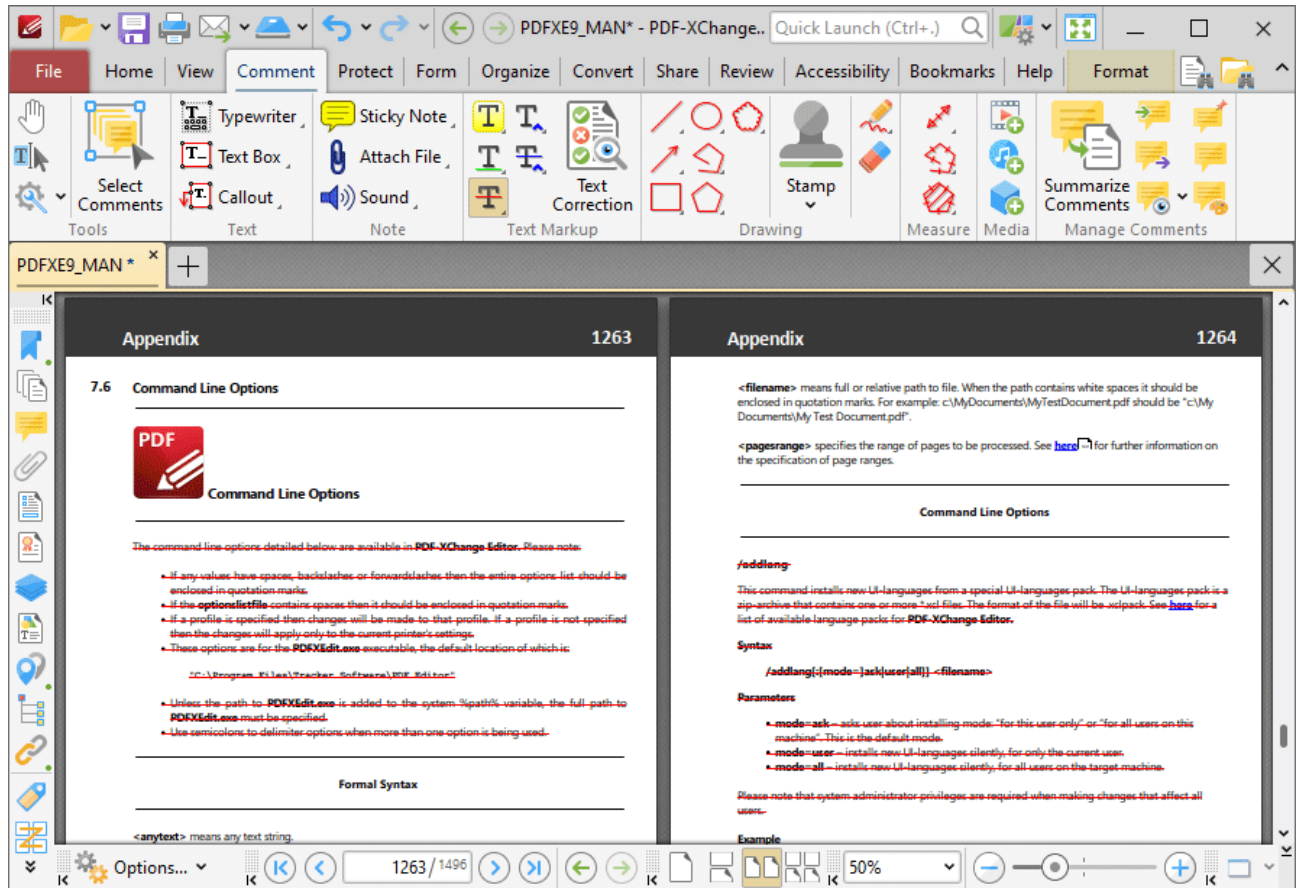 PDFXE9_MAN* - PDF-XChange..
Quick Launch (Ctrl+.)
File
Home
View
Comment
Protect
Form
Organize
Convert
Share
Review
Accessibility
Bookmarks
Help
Format
Select
Comments
Tools
Typewriter
Text Box
Callout
Text
Sticky Note
Attach File
Sound
Note
Text
Correction
Text Markup
Stamp
Drawing
Measure
Media
Summarize
Comments
Manage Comments
PDFXE9_MAN *
Appendix 1263
7.6 Command Line Options
PDF
Command Line Options
The command line options detailed below are available in PDF-XChange Editor. Please note:
• If any values have spaces, backslashes or forwardslashes then the entire options list should be
enclosed in quotation marks.
• If the optionslistfile contains spaces then it should be enclosed in quotation marks.
• If a profile is specified then changes will be made to that profile. If a profile is not specified
then the changes will apply only to the current printer's settings.
• These options are for the PDFXEdit.exe executable, the default location of which is:
"C:\Program Files\Tracker Software\PDF Editor"
• Unless the path to PDFXEdit.exe is added to the system %path% variable, the full path to
PDFXEdit.exe must be specified.
• Use semicolons to delimiter options when more than one option is being used.
Formal Syntax
<anytext> means any text string.
Appendix 1264
<filename> means full or relative path to file. When the path contains white spaces it should be
enclosed in quotation marks. For example: c:\MyDocuments\MyTestDocument.pdf should be "c:\My
Documents\My Test Document.pdf".
<pagesrange> specifies the range of pages to be processed. See here for further information on
the specification of page ranges.
Command Line Options
/addlang
This command installs new UI-languages from a special UI-languages pack. The UI-languages pack is a
zip-archive that contains one or more *.xcl files. The format of the file will be .xclpack. See here for a
list of available language packs for PDF-XChange Editor.
Syntax
/addlang[:[mode=]ask|user|all}] <filename>
Parameters
• mode=ask – asks user about installing mode: "for this user only" or "for all users on this
machine". This is the default mode.
• mode=user – installs new UI-languages silently, for only the current user.
• mode=all – installs new UI-languages silently, for all users on the target machine.
Please note that system administrator privileges are required when making changes that affect all
users.
Example
Options...
1263 / 1496
50%